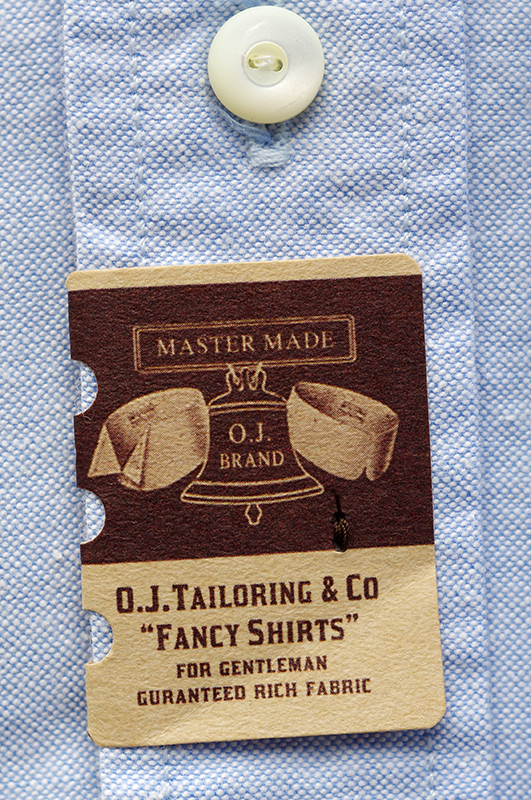 MASTER MADE
O.J.
BRAND
O.J.TAILORING & CO
“FANCY SHIRTS”
FOR GENTLEMAN
GURANTEED RICH FABRIC